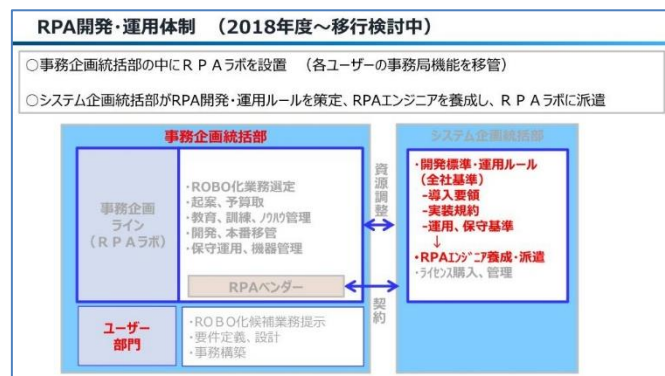 RPA開発・運用体制 （2018年度～移行検討中）
○事務企画統括部の中にＲＰＡラボを設置 （各ユーザーの事務局機能を移管）
○システム企画統括部がRPA開発・運用ルールを策定、RPAエンジニアを養成し、ＲＰＡラボに派遣
事務企画統括部
事務企画
ライン
（ＲＰＡラボ）
・ROBO化業務選定
・起案、予算取
・教育、訓練、ﾉｳﾊｳ管理
・開発、本番移管
・保守運用、機器管理
RPAベンダー
ユーザー
部門
・ＲＯＢＯ化候補業務提示
・要件定義、設計
・事務構築
資源調整
契約
システム企画統括部
・開発標準・運用ルール
（全社基準）
-導入要領
-実装規約
-運用、保守基準
↓
・RPAｴﾝｼﾞﾆｱ養成・派遣
・ライセンス購入、管理